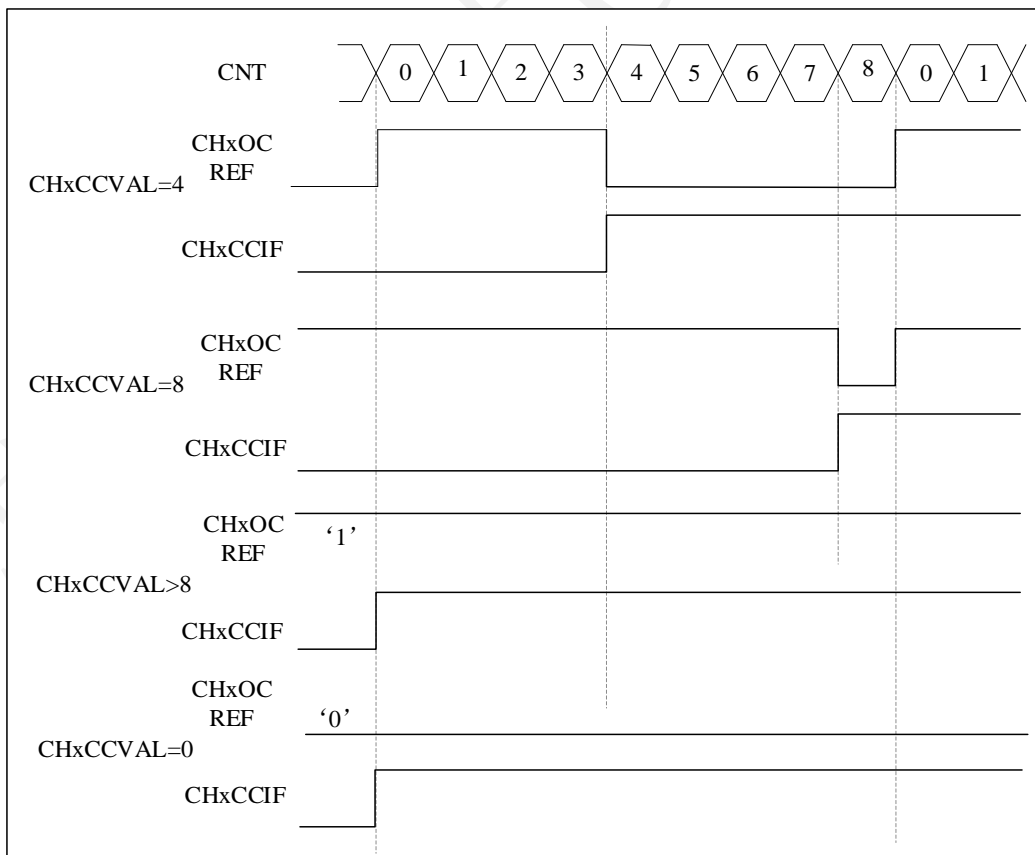 CNT
0 1 2 3 4 5 6 7 8 0 1
CHxOC
REF
CHxCCVAL=4
CHxCCIF
CHxOC
REF
CHxCCVAL=8
CHxCCIF
CHxOC
REF
‘1’
CHxCCVAL>8
CHxCCIF
CHxOC
REF
‘0’
CHxCCVAL=0
CHxCCIF